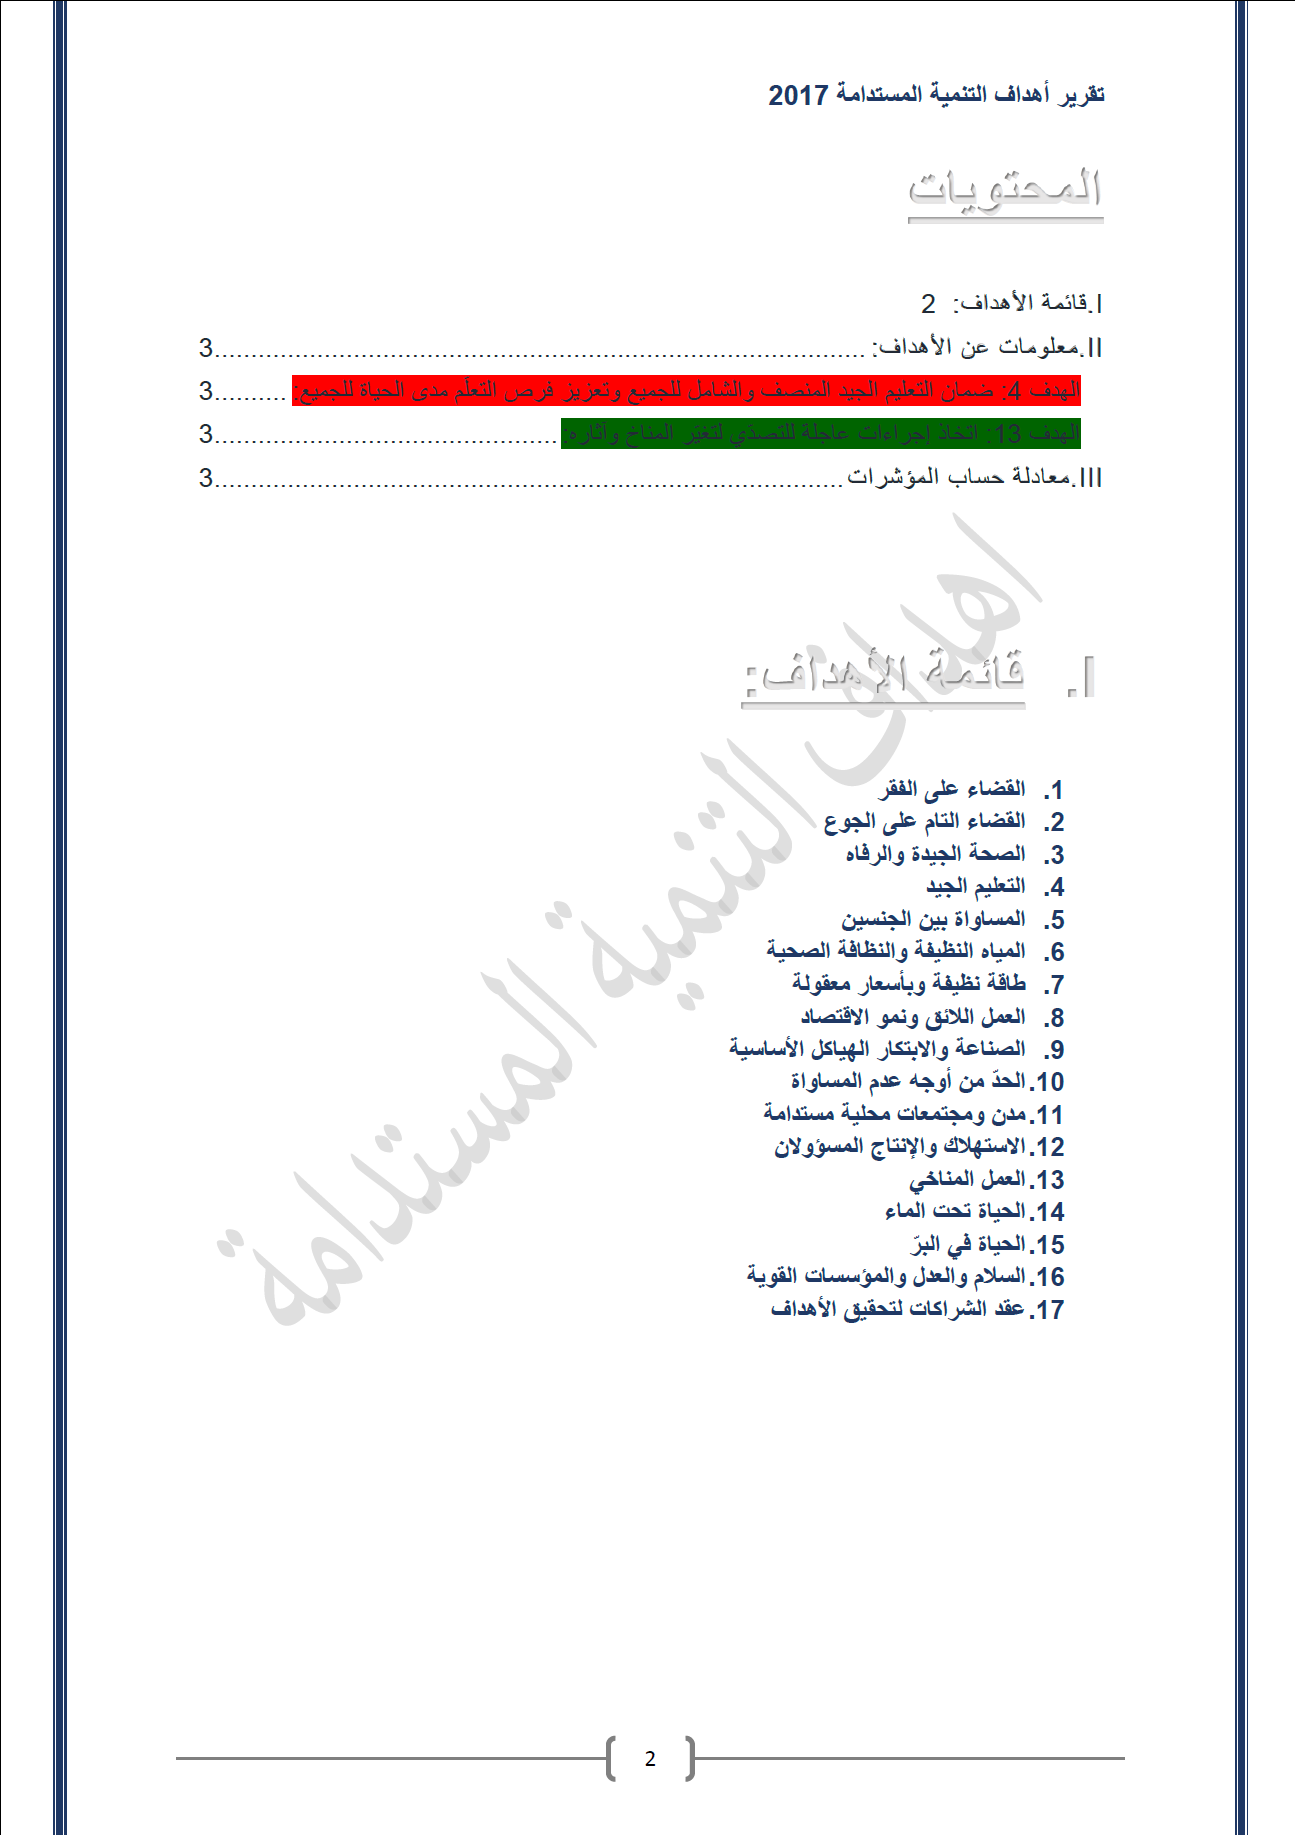 تقرير أهداف التنمية المستدامة 2017
المحتويات
I.قائمة الأهداف: 2
II.معلومات عن الأهداف: ..........................................................................................3
الهدف 4: ضمان التعليم الجيد المنصف والشامل للجميع وتعزيز فرص التعلّم مدى الحياة للجميع: ..........3
الهدف 13: اتخاذ إجراءات عاجلة للتصدّي لتغيّر المناخ وآثاره: ...............................................3
III.معادلة حساب المؤشرات ......................................................................................3
I. قائمة الأهداف:
1. القضاء على الفقر
2. القضاء التام على الجوع
3. الصحة الجيدة والرفاه
4. التعليم الجيد
5. المساواة بين الجنسين
6. المياه النظيفة والنظافة الصحية
7. طاقة نظيفة وبأسعار معقولة
8. العمل اللائق ونمو الاقتصاد
9. الصناعة والابتكار الهياكل الأساسية
10. الحدّ من أوجه عدم المساواة
11. مدن ومجتمعات محلية مستدامة
12. الاستهلاك والإنتاج المسؤولان
13. العمل المناخي
14. الحياة تحت الماء
15. الحياة في البرّ
16. السلام والعدل والمؤسسات القوية
17. عقد الشراكات لتحقيق الأهداف
اهداف التنمية المستدامة
2